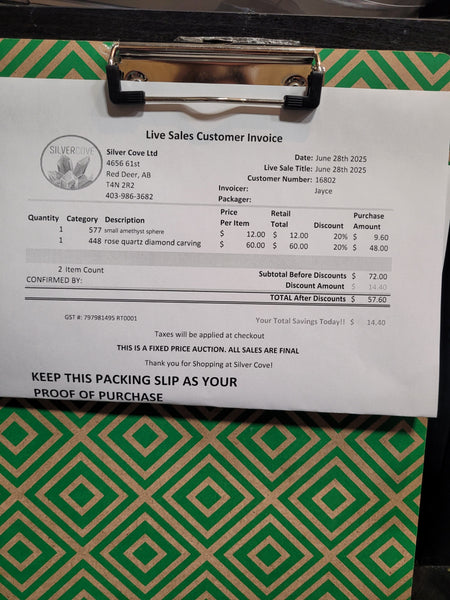 Live Sales Customer Invoice
SILVERCOVE
Silver Cove Ltd
4656 61st
Red Deer, AB
T4N 2R2
403-986-3682
Date: June 28th 2025
Live Sale Title: June 28th 2025
Customer Number: 16802
Invoicer: Jayce
Packager:
Quantity Category Description Price Per Item Retail Total Discount Purchase Amount
1 577 small amethyst sphere $ 12.00 $ 12.00 20% $ 9.60
1 448 rose quartz diamond carving $ 60.00 $ 60.00 20% $ 48.00
2 Item Count
Subtotal Before Discounts $ 72.00
CONFIRMED BY:
Discount Amount $ 14.40
TOTAL After Discounts $ 57.60
GST #: 797981495 RT0001
Your Total Savings Today!! $ 14.40
Taxes will be applied at checkout
THIS IS A FIXED PRICE AUCTION. ALL SALES ARE FINAL
Thank you for Shopping at Silver Cove!
KEEP THIS PACKING SLIP AS YOUR
PROOF OF PURCHASE